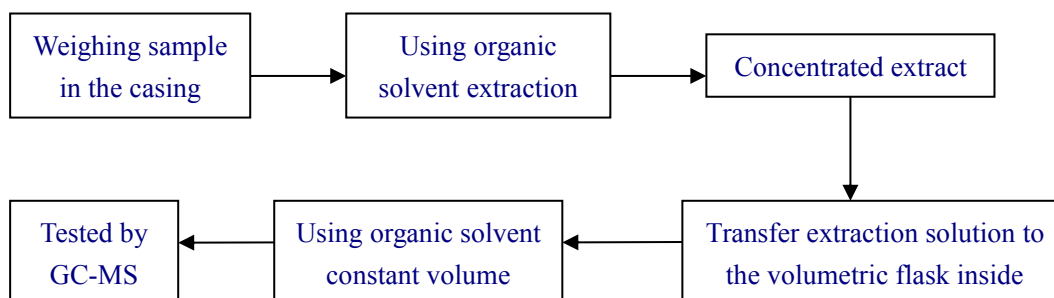 Weighing sample
in the casing
Using organic
solvent extraction
Concentrated extract
Transfer extraction solution to
the volumetric flask inside
Using organic solvent
constant volume
Tested by
GC-MS